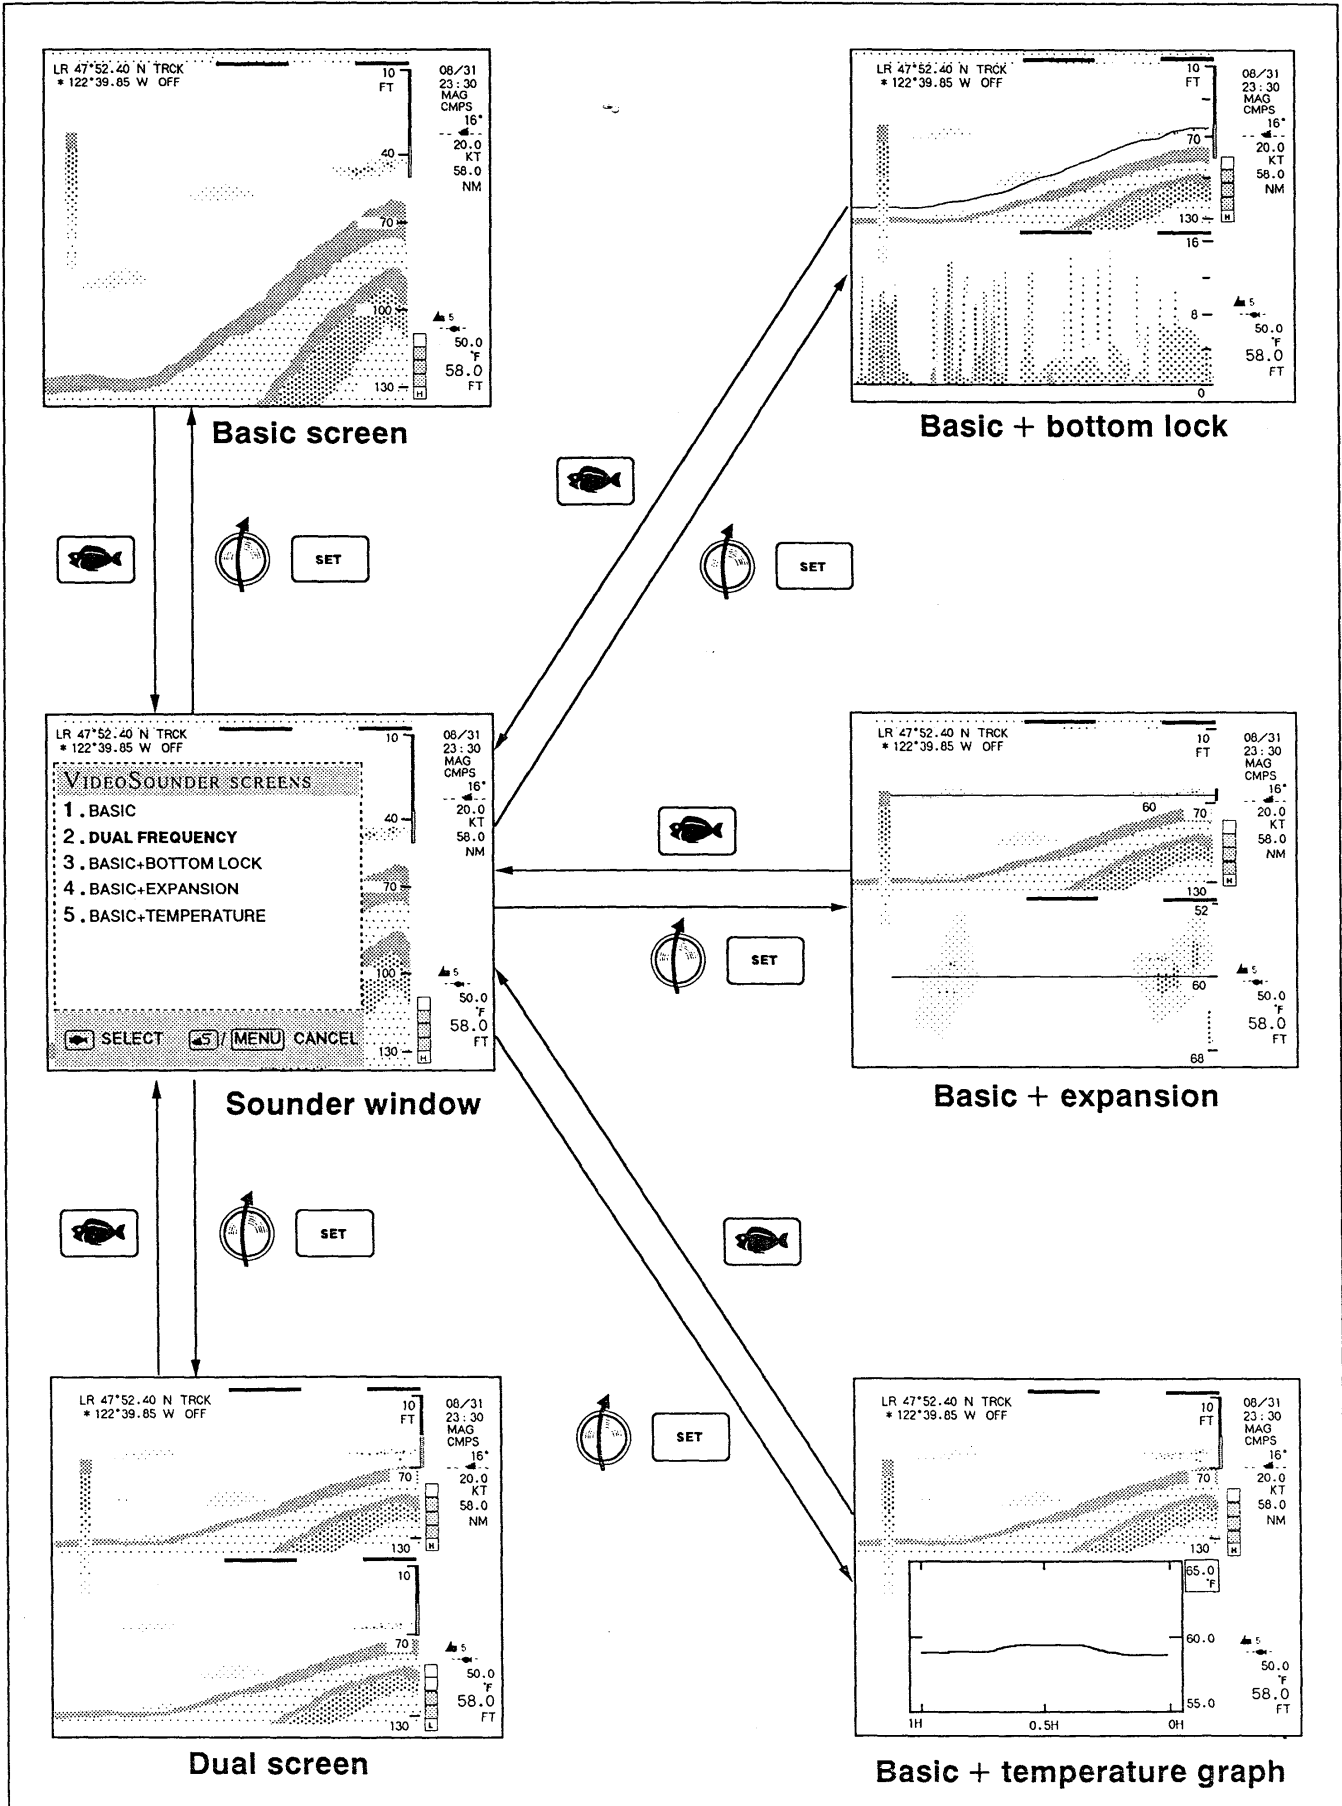 LR 47°52.40 N TRCK
* 122°39.85 W OFF
10
FT
40
70
100
130
H
08/31
23:30
MAG
CMPS
16°
20.0
KT
58.0
NM
5
50.0
°F
58.0
FT
Basic screen
LR 47°52.40 N TRCK
* 122°39.85 W OFF
10
FT
70
130
16
8
0
H
08/31
23:30
MAG
CMPS
16°
20.0
KT
58.0
NM
5
50.0
°F
58.0
FT
Basic + bottom lock
SET
SET
LR 47°52.40 N TRCK
* 122°39.85 W OFF
VIDEOSOUNDER SCREENS
1. BASIC
2. DUAL FREQUENCY
3. BASIC+BOTTOM LOCK
4. BASIC+EXPANSION
5. BASIC+TEMPERATURE
SELECT S/MENU CANCEL
10
40
70
100
130
H
08/31
23:30
MAG
CMPS
16°
20.0
KT
58.0
NM
5
50.0
°F
58.0
FT
Sounder window
SET
LR 47°52.40 N TRCK
* 122°39.85 W OFF
10
FT
60
70
130
52
60
68
H
08/31
23:30
MAG
CMPS
16°
20.0
KT
58.0
NM
5
50.0
°F
58.0
FT
Basic + expansion
SET
SET
LR 47°52.40 N TRCK
* 122°39.85 W OFF
10
FT
70
130
H
10
70
130
L
08/31
23:30
MAG
CMPS
16°
20.0
KT
58.0
NM
5
50.0
°F
58.0
FT
Dual screen
LR 47°52.40 N TRCK
* 122°39.85 W OFF
10
FT
70
130
H
65.0
°F
60.0
55.0
1H 0.5H 0H
08/31
23:30
MAG
CMPS
16°
20.0
KT
58.0
NM
5
50.0
°F
58.0
FT
Basic + temperature graph